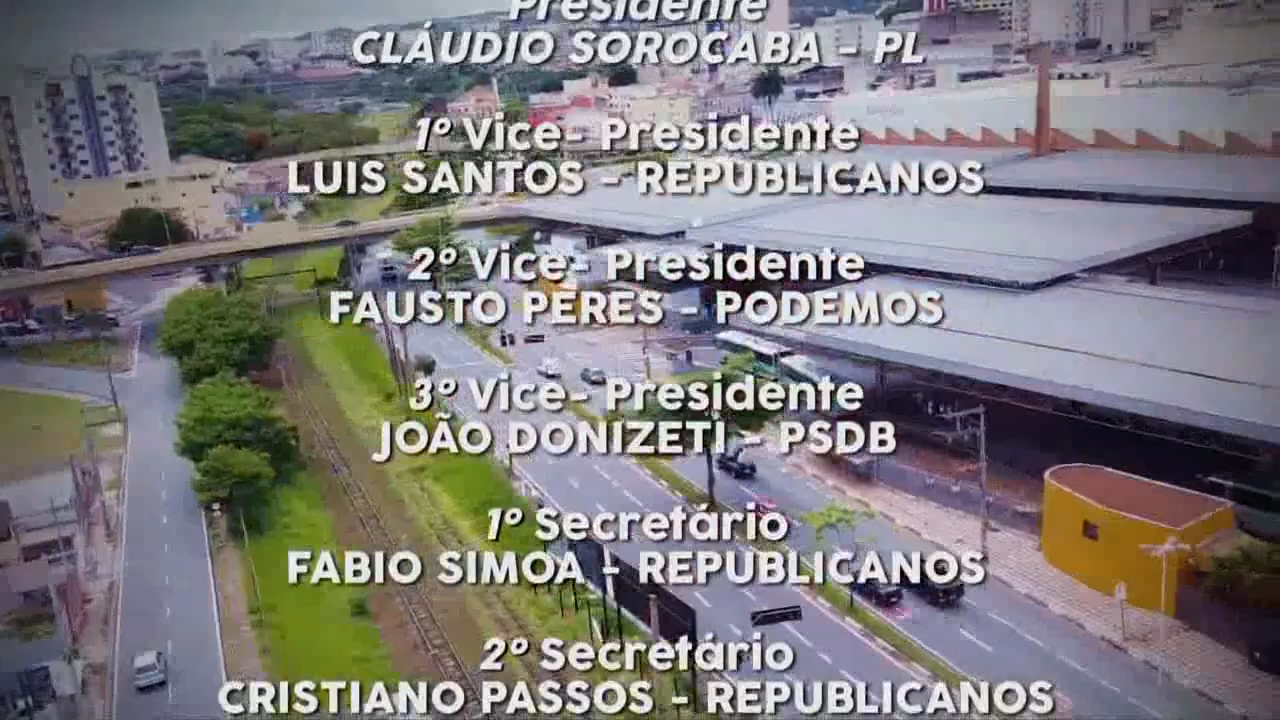 Presidente
CLÁUDIO SOROCABA - PL
1º Vice- Presidente
LUIS SANTOS - REPUBLICANOS
2º Vice- Presidente
FAUSTO PERES - PODEMOS
3º Vice- Presidente
JOÃO DONIZETI - PSDB
1º Secretário
FABIO SIMOA - REPUBLICANOS
2º Secretário
CRISTIANO PASSOS - REPUBLICANOS